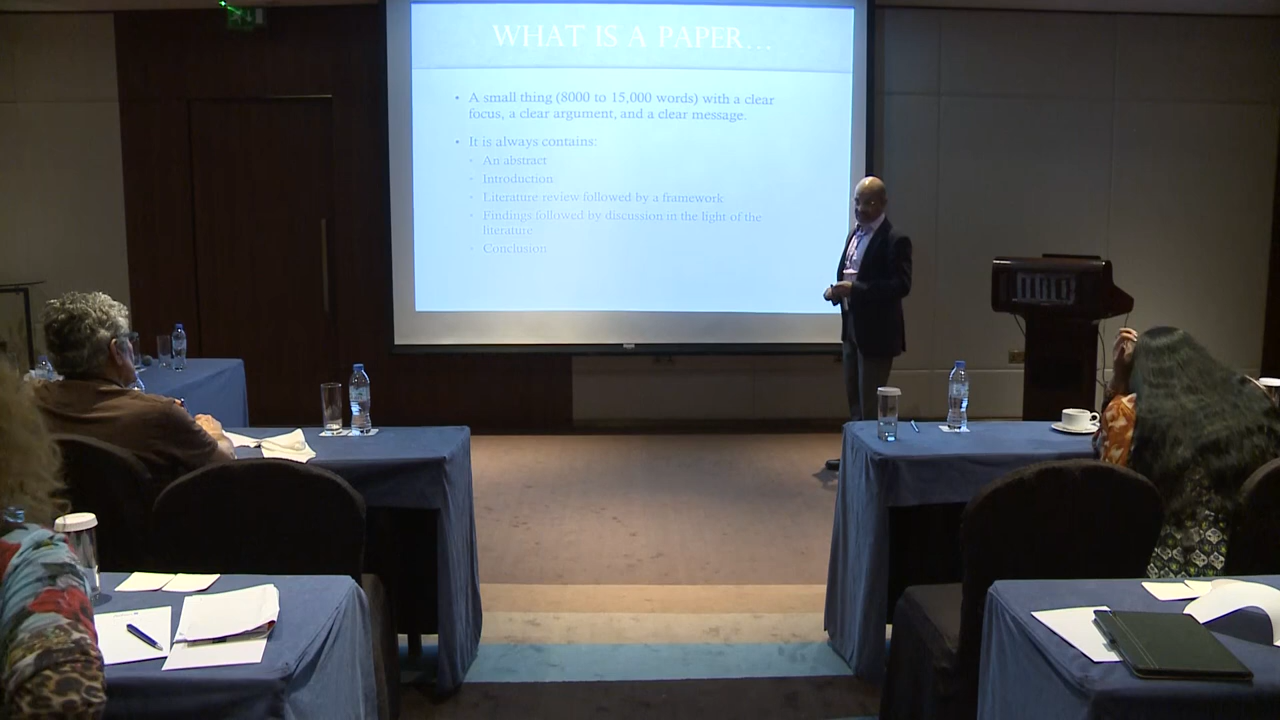 WHAT IS A PAPER...
• A small thing (8000 to 15,000 words) with a clear
focus, a clear argument, and a clear message.
• It is always contains:
• An abstract
• Introduction
• Literature review followed by a framework
• Findings followed by discussion in the light of the
literature
• Conclusion